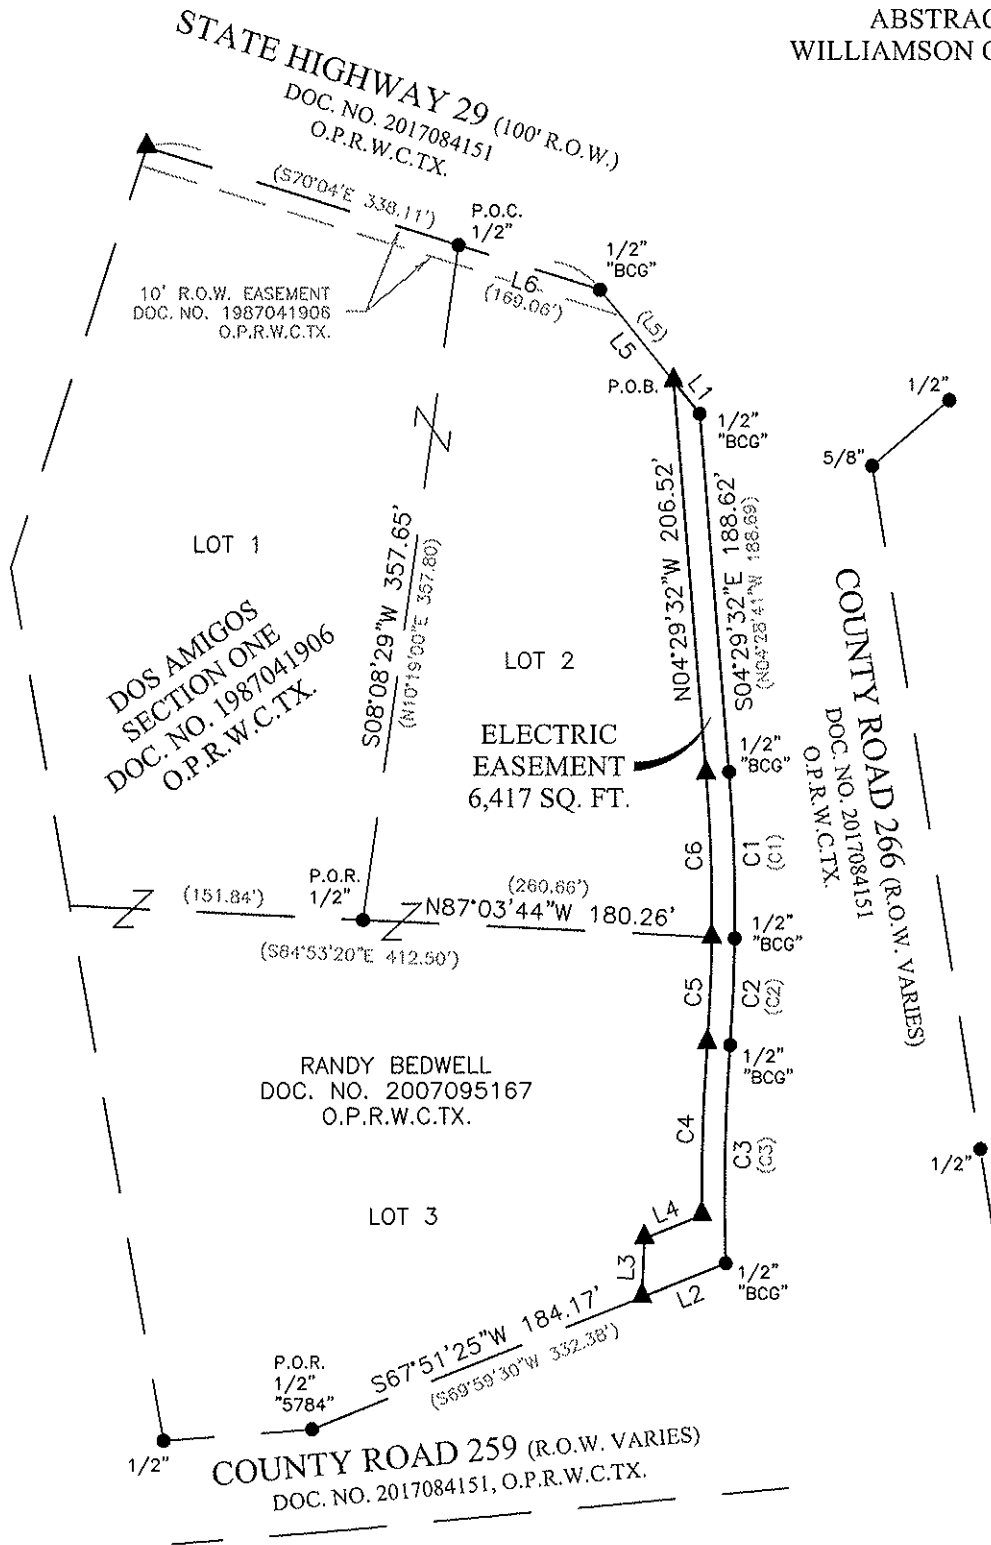 ABSTRAC
WILLIAMSON C
STATE HIGHWAY 29 (100' R.O.W.)
DOC. NO. 2017084151
O.P.R.W.C.TX.
(S70°04'E 338.11')
P.O.C.
1/2"
1/2"
"BCG"
L6
(169.06')
10' R.O.W. EASEMENT
DOC. NO. 1987041906
O.P.R.W.C.TX.
(L5)
L5
P.O.B.
L1
1/2"
"BCG"
1/2"
5/8"
LOT 1
S08°08'29"W 357.65'
(N10°19'00"E 357.80)
N04°29'32"W 206.52'
S04°29'32"E 188.62'
(N04°28'41"W 188.69)
DOS AMIGOS
SECTION ONE
DOC. NO. 1987041906
O.P.R.W.C.TX.
LOT 2
COUNTY ROAD 266 (R.O.W. VARIES)
DOC. NO. 2017084151
O.P.R.W.C.TX.
ELECTRIC
EASEMENT
6,417 SQ. FT.
1/2"
"BCG"
C6
C1
(C1)
P.O.R.
1/2"
(151.84')
(260.66')
N87°03'44"W 180.26'
(S84°53'20"E 412.50')
1/2"
"BCG"
C5
C2
(C2)
RANDY BEDWELL
DOC. NO. 2007095167
O.P.R.W.C.TX.
1/2"
"BCG"
C4
C3
(C3)
1/2"
LOT 3
L4
L3
L2
1/2"
"BCG"
S67°51'25"W 184.17'
(S69°59'30"W 332.38')
P.O.R.
1/2"
"5784"
1/2"
COUNTY ROAD 259 (R.O.W. VARIES)
DOC. NO. 2017084151, O.P.R.W.C.TX.